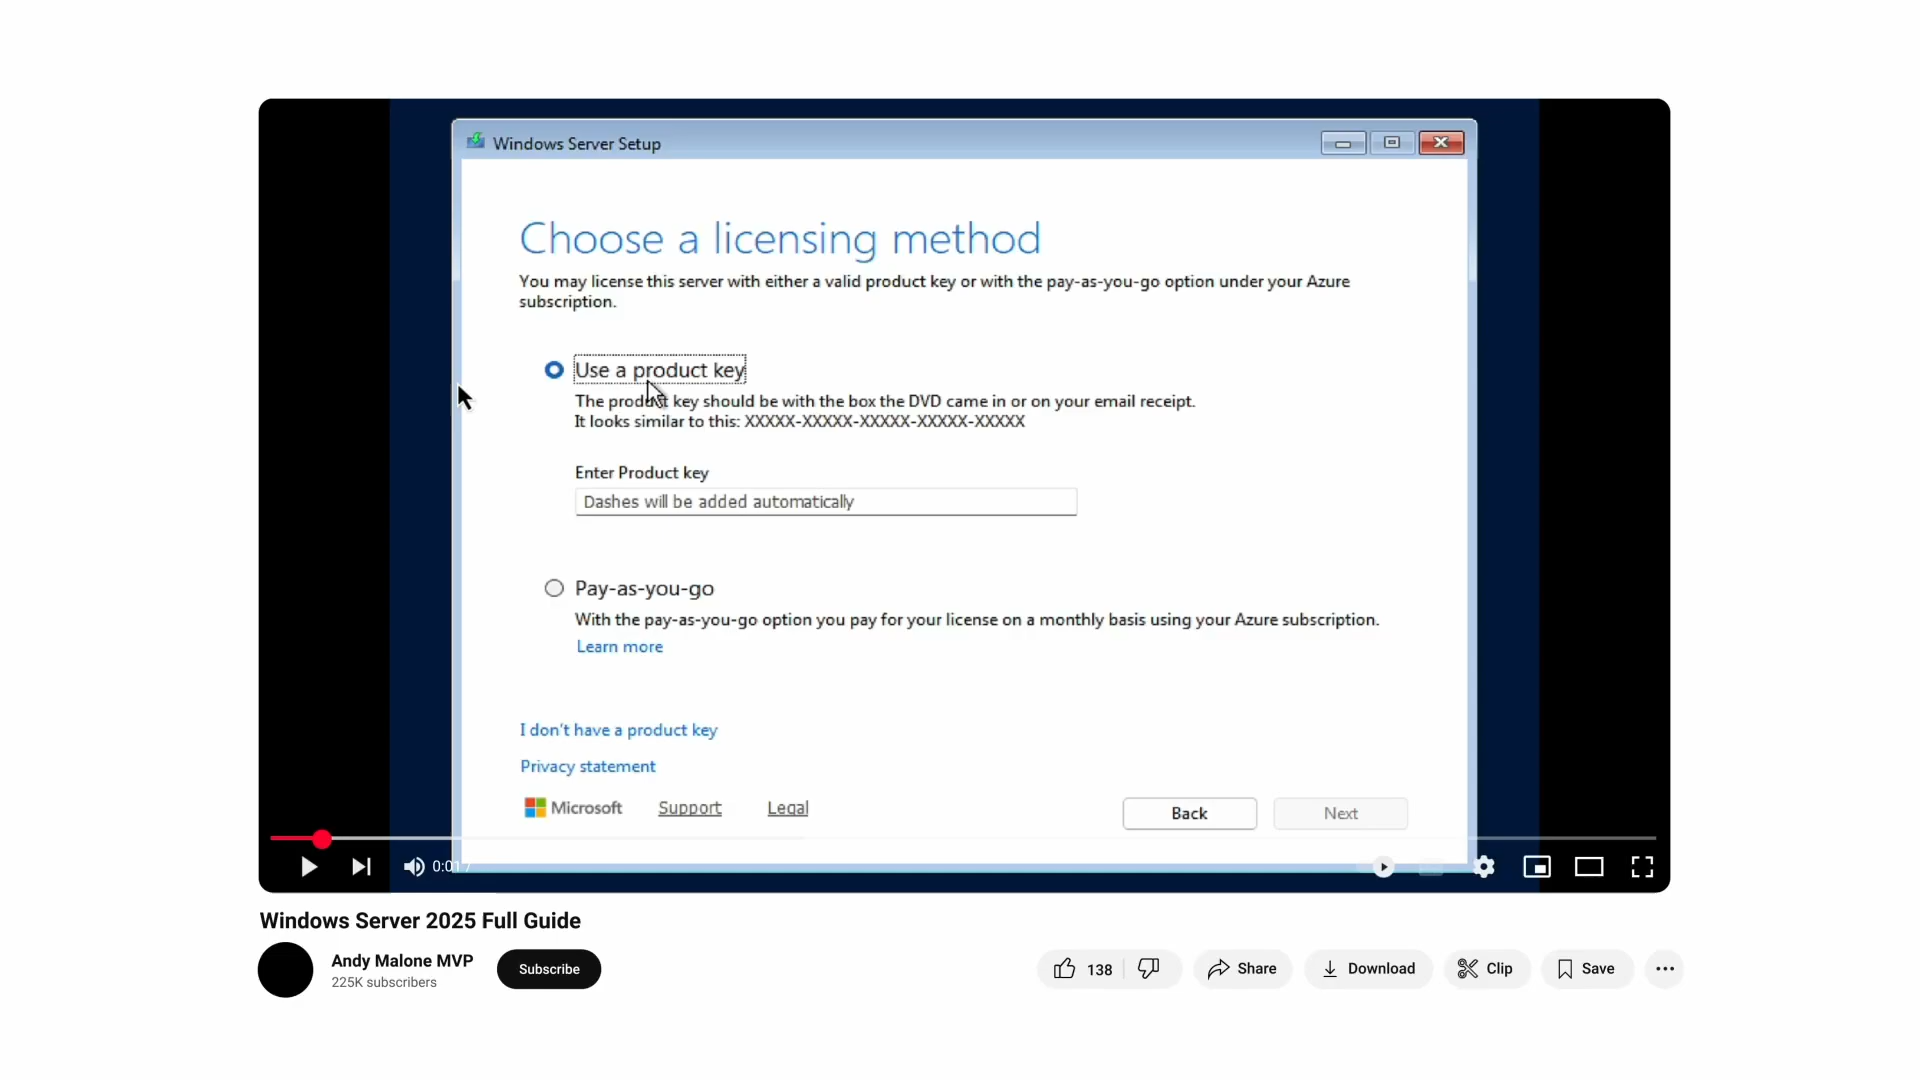 Windows Server Setup
Choose a licensing method
You may license this server with either a valid product key or with the pay-as-you-go option under your Azure
subscription.
Use a product key
The product key should be with the box the DVD came in or on your email receipt.
It looks similar to this: XXXXX-XXXXX-XXXXX-XXXXX-XXXXX
Enter Product key
Dashes will be added automatically
Pay-as-you-go
With the pay-as-you-go option you pay for your license on a monthly basis using your Azure subscription.
Learn more
I don't have a product key
Privacy statement
Microsoft Support Legal
Back Next
Windows Server 2025 Full Guide
Andy Malone MVP
225K subscribers
Subscribe
138 Share Download Clip Save